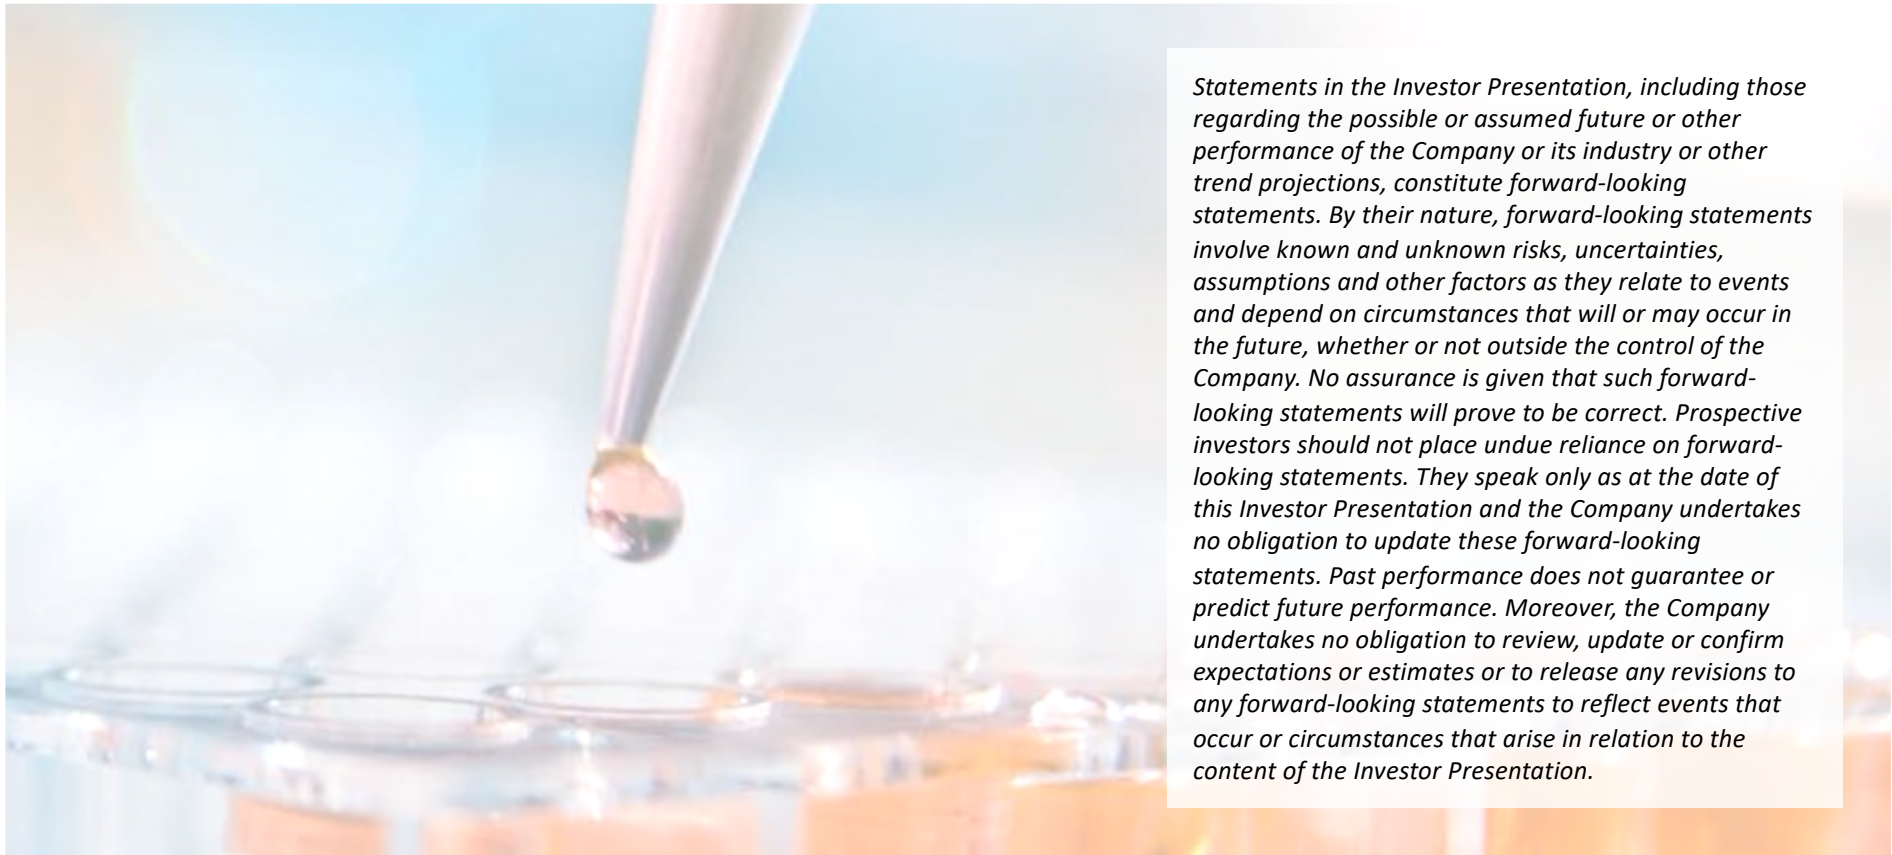 Statements in the Investor Presentation, including those
regarding the possible or assumed future or other
performance of the Company or its industry or other
trend projections, constitute forward-looking
statements. By their nature, forward-looking statements
involve known and unknown risks, uncertainties,
assumptions and other factors as they relate to events
and depend on circumstances that will or may occur in
the future, whether or not outside the control of the
Company. No assurance is given that such forward-
looking statements will prove to be correct. Prospective
investors should not place undue reliance on forward-
looking statements. They speak only as at the date of
this Investor Presentation and the Company undertakes
no obligation to update these forward-looking
statements. Past performance does not guarantee or
predict future performance. Moreover, the Company
undertakes no obligation to review, update or confirm
expectations or estimates or to release any revisions to
any forward-looking statements to reflect events that
occur or circumstances that arise in relation to the
content of the Investor Presentation.